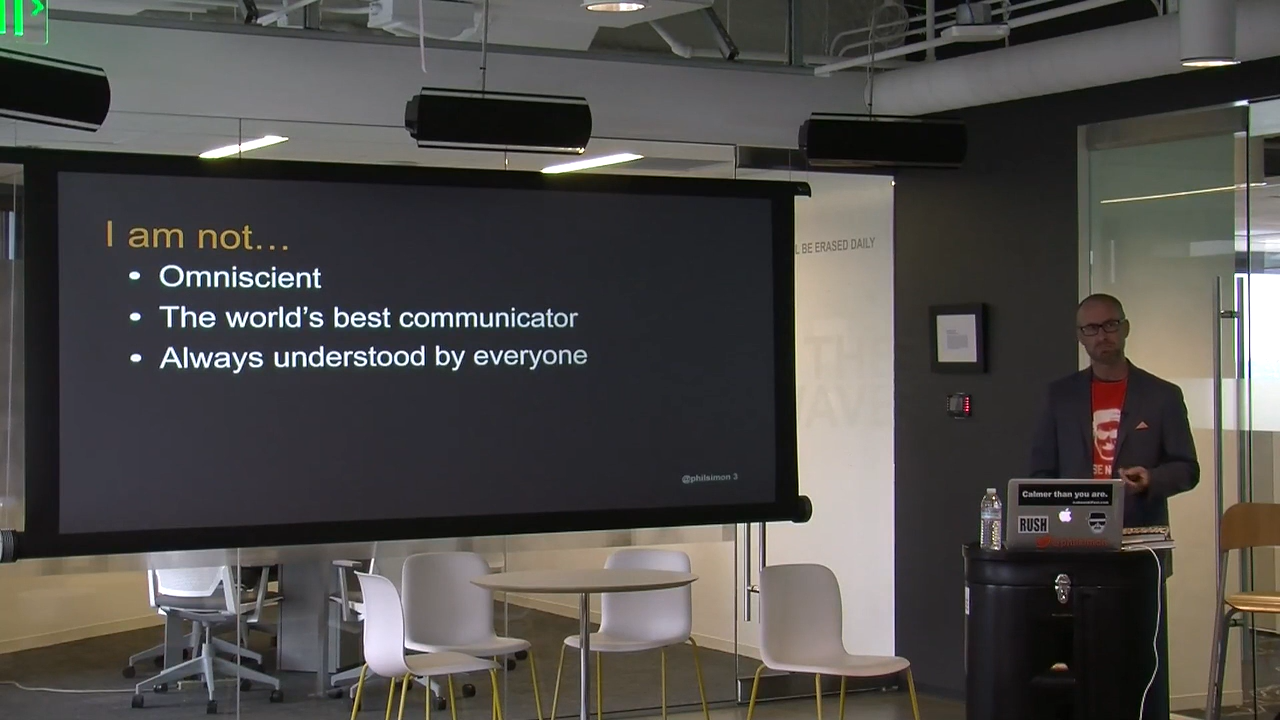 I am not…
• Omniscient
• The world's best communicator
• Always understood by everyone
@philsimon 3
BE ERASED DAILY
Calmer than you are.
RUSH